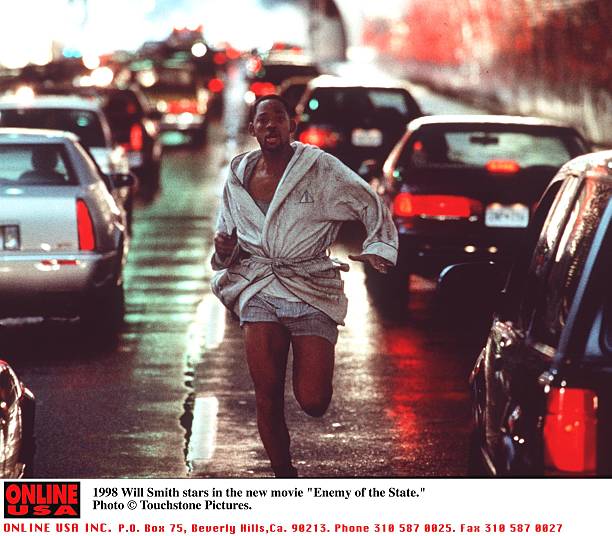 ONLINE
USA
1998 Will Smith stars in the new movie "Enemy of the State."
Photo © Touchstone Pictures.
ONLINE USA INC. P.O. Box 75, Beverly Hills,Ca. 90213. Phone 310 587 0025. Fax 310 587 0027